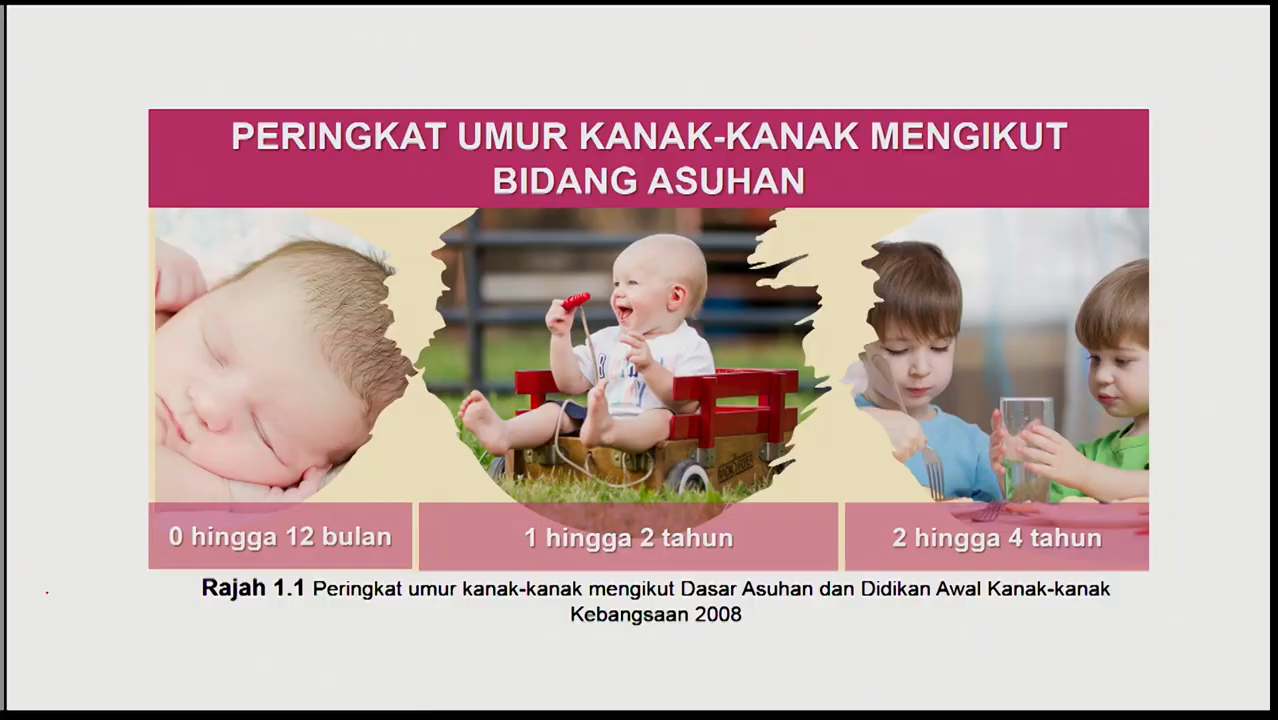 PERINGKAT UMUR KANAK-KANAK MENGIKUT
BIDANG ASUHAN
0 hingga 12 bulan
1 hingga 2 tahun
2 hingga 4 tahun
Rajah 1.1 Peringkat umur kanak-kanak mengikut Dasar Asuhan dan Didikan Awal Kanak-kanak
Kebangsaan 2008